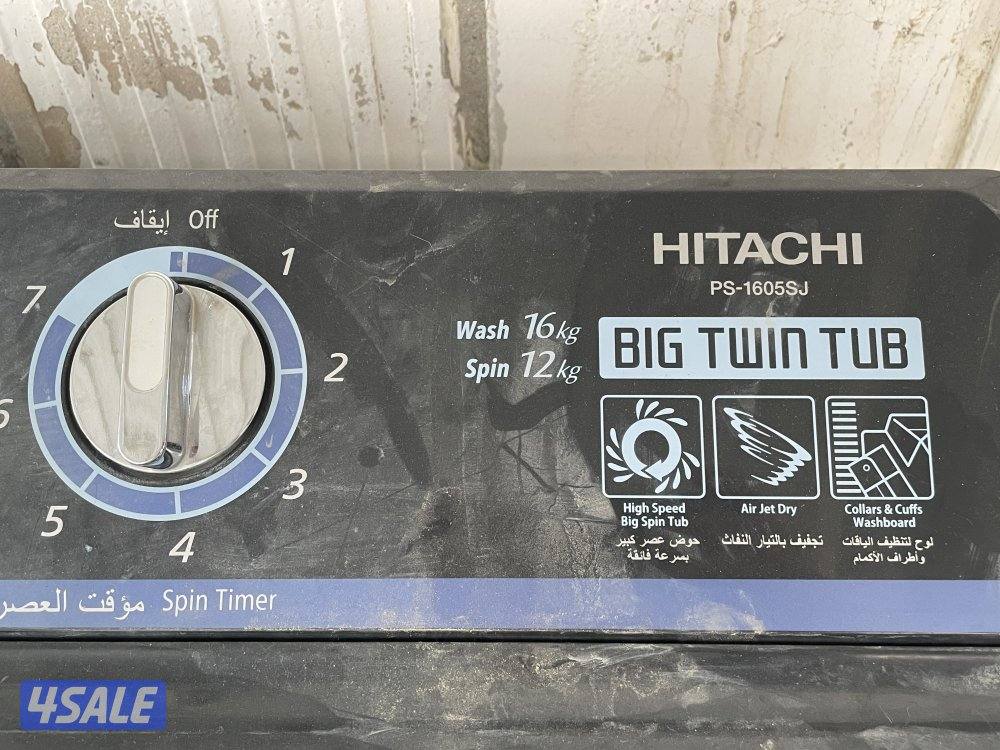 إيقاف Off
1
2
3
4
5
6
7
مؤقت العصر Spin Timer
HITACHI
PS-1605SJ
Wash 16kg
Spin 12kg
BIG TWIN TUB
High Speed
Big Spin Tub
حوض عصر كبير
بسرعة فائقة
Air Jet Dry
تجفيف بالتيار النفاث
Collars & Cuffs
Washboard
لوح لتنظيف الياقات
وأطراف الأكمام
4SALE